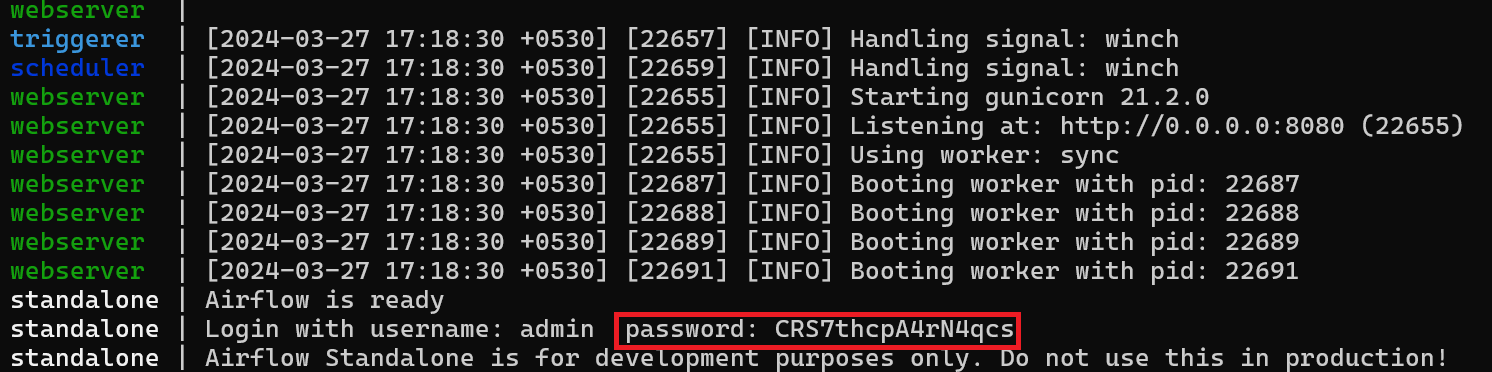 webserver |
triggerer | [2024-03-27 17:18:30 +0530] [22657] [INFO] Handling signal: winch
scheduler | [2024-03-27 17:18:30 +0530] [22659] [INFO] Handling signal: winch
webserver | [2024-03-27 17:18:30 +0530] [22655] [INFO] Starting gunicorn 21.2.0
webserver | [2024-03-27 17:18:30 +0530] [22655] [INFO] Listening at: http://0.0.0.0:8080 (22655)
webserver | [2024-03-27 17:18:30 +0530] [22655] [INFO] Using worker: sync
webserver | [2024-03-27 17:18:30 +0530] [22687] [INFO] Booting worker with pid: 22687
webserver | [2024-03-27 17:18:30 +0530] [22688] [INFO] Booting worker with pid: 22688
webserver | [2024-03-27 17:18:30 +0530] [22689] [INFO] Booting worker with pid: 22689
webserver | [2024-03-27 17:18:30 +0530] [22691] [INFO] Booting worker with pid: 22691
standalone | Airflow is ready
standalone | Login with username: admin  password: CRS7thcpA4rN4qcs
standalone | Airflow Standalone is for development purposes only. Do not use this in production!